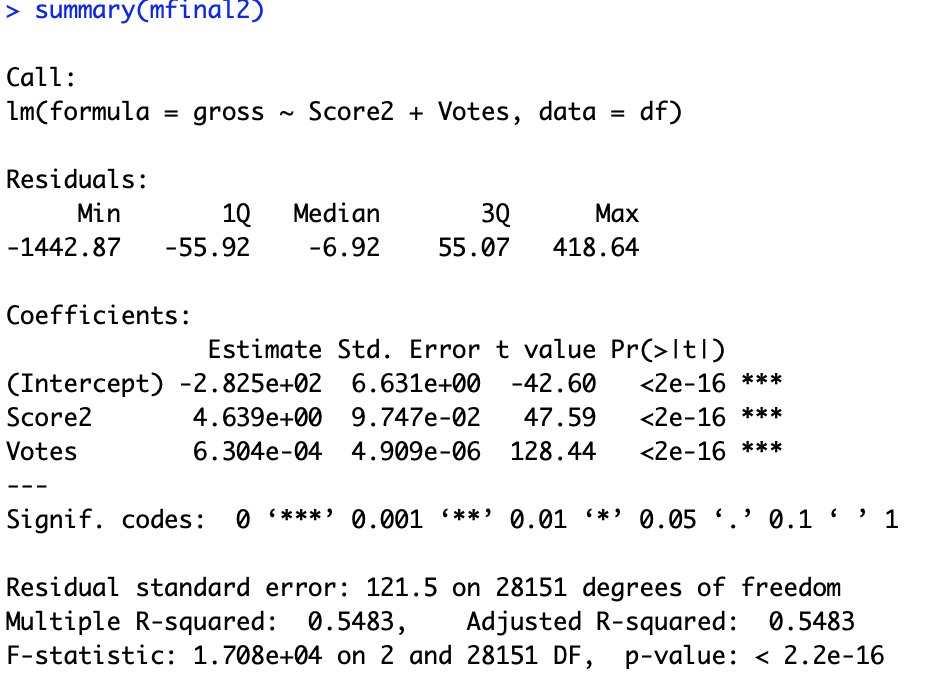 > summary(mfinal2)
Call:
lm(formula = gross ~ Score2 + Votes, data = df)
Residuals:
Min 1Q Median 3Q Max
-1442.87 -55.92 -6.92 55.07 418.64
Coefficients:
Estimate Std. Error t value Pr(>|t|)
(Intercept) -2.825e+02 6.631e+00 -42.60 <2e-16 ***
Score2 4.639e+00 9.747e-02 47.59 <2e-16 ***
Votes 6.304e-04 4.909e-06 128.44 <2e-16 ***
---
Signif. codes: 0 ‘***’ 0.001 ‘**’ 0.01 ‘*’ 0.05 ‘.’ 0.1 ‘ ’ 1
Residual standard error: 121.5 on 28151 degrees of freedom
Multiple R-squared: 0.5483, Adjusted R-squared: 0.5483
F-statistic: 1.708e+04 on 2 and 28151 DF, p-value: < 2.2e-16